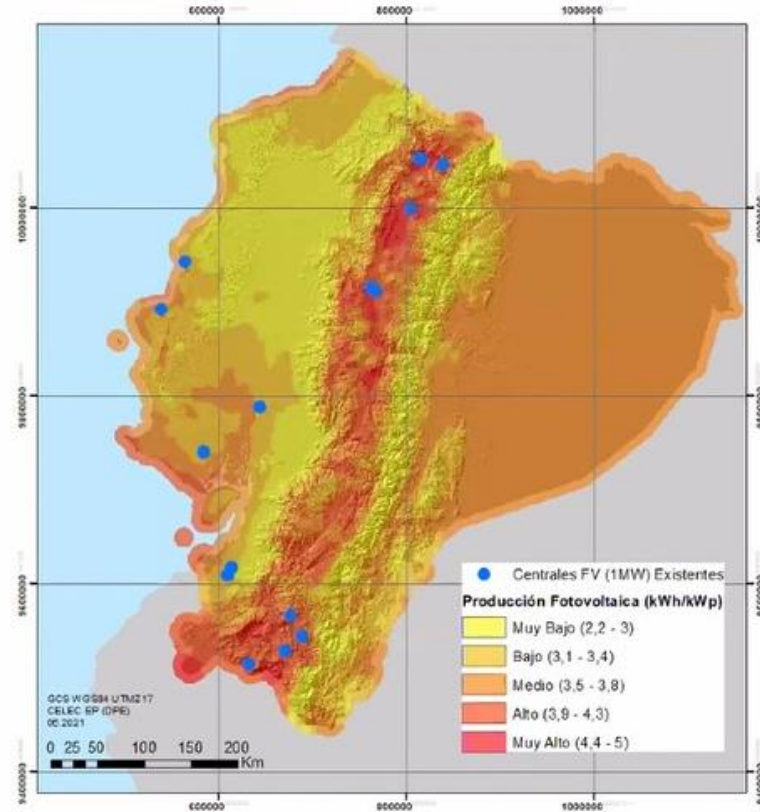 600000 800000 1000000
Centrales FV (1MW) Existentes
Producción Fotovoltaica (kWh/kWp)
Muy Bajo (2,2 - 3)
Bajo (3,1 - 3,4)
Medio (3,5 - 3,8)
Alto (3,9 - 4,3)
Muy Alto (4,4 - 5)
GCS WGS84 UTMZ17
CELEC EP (DPE)
06.2021
0 25 50 100 150 200
Km
600000 800000 1000000